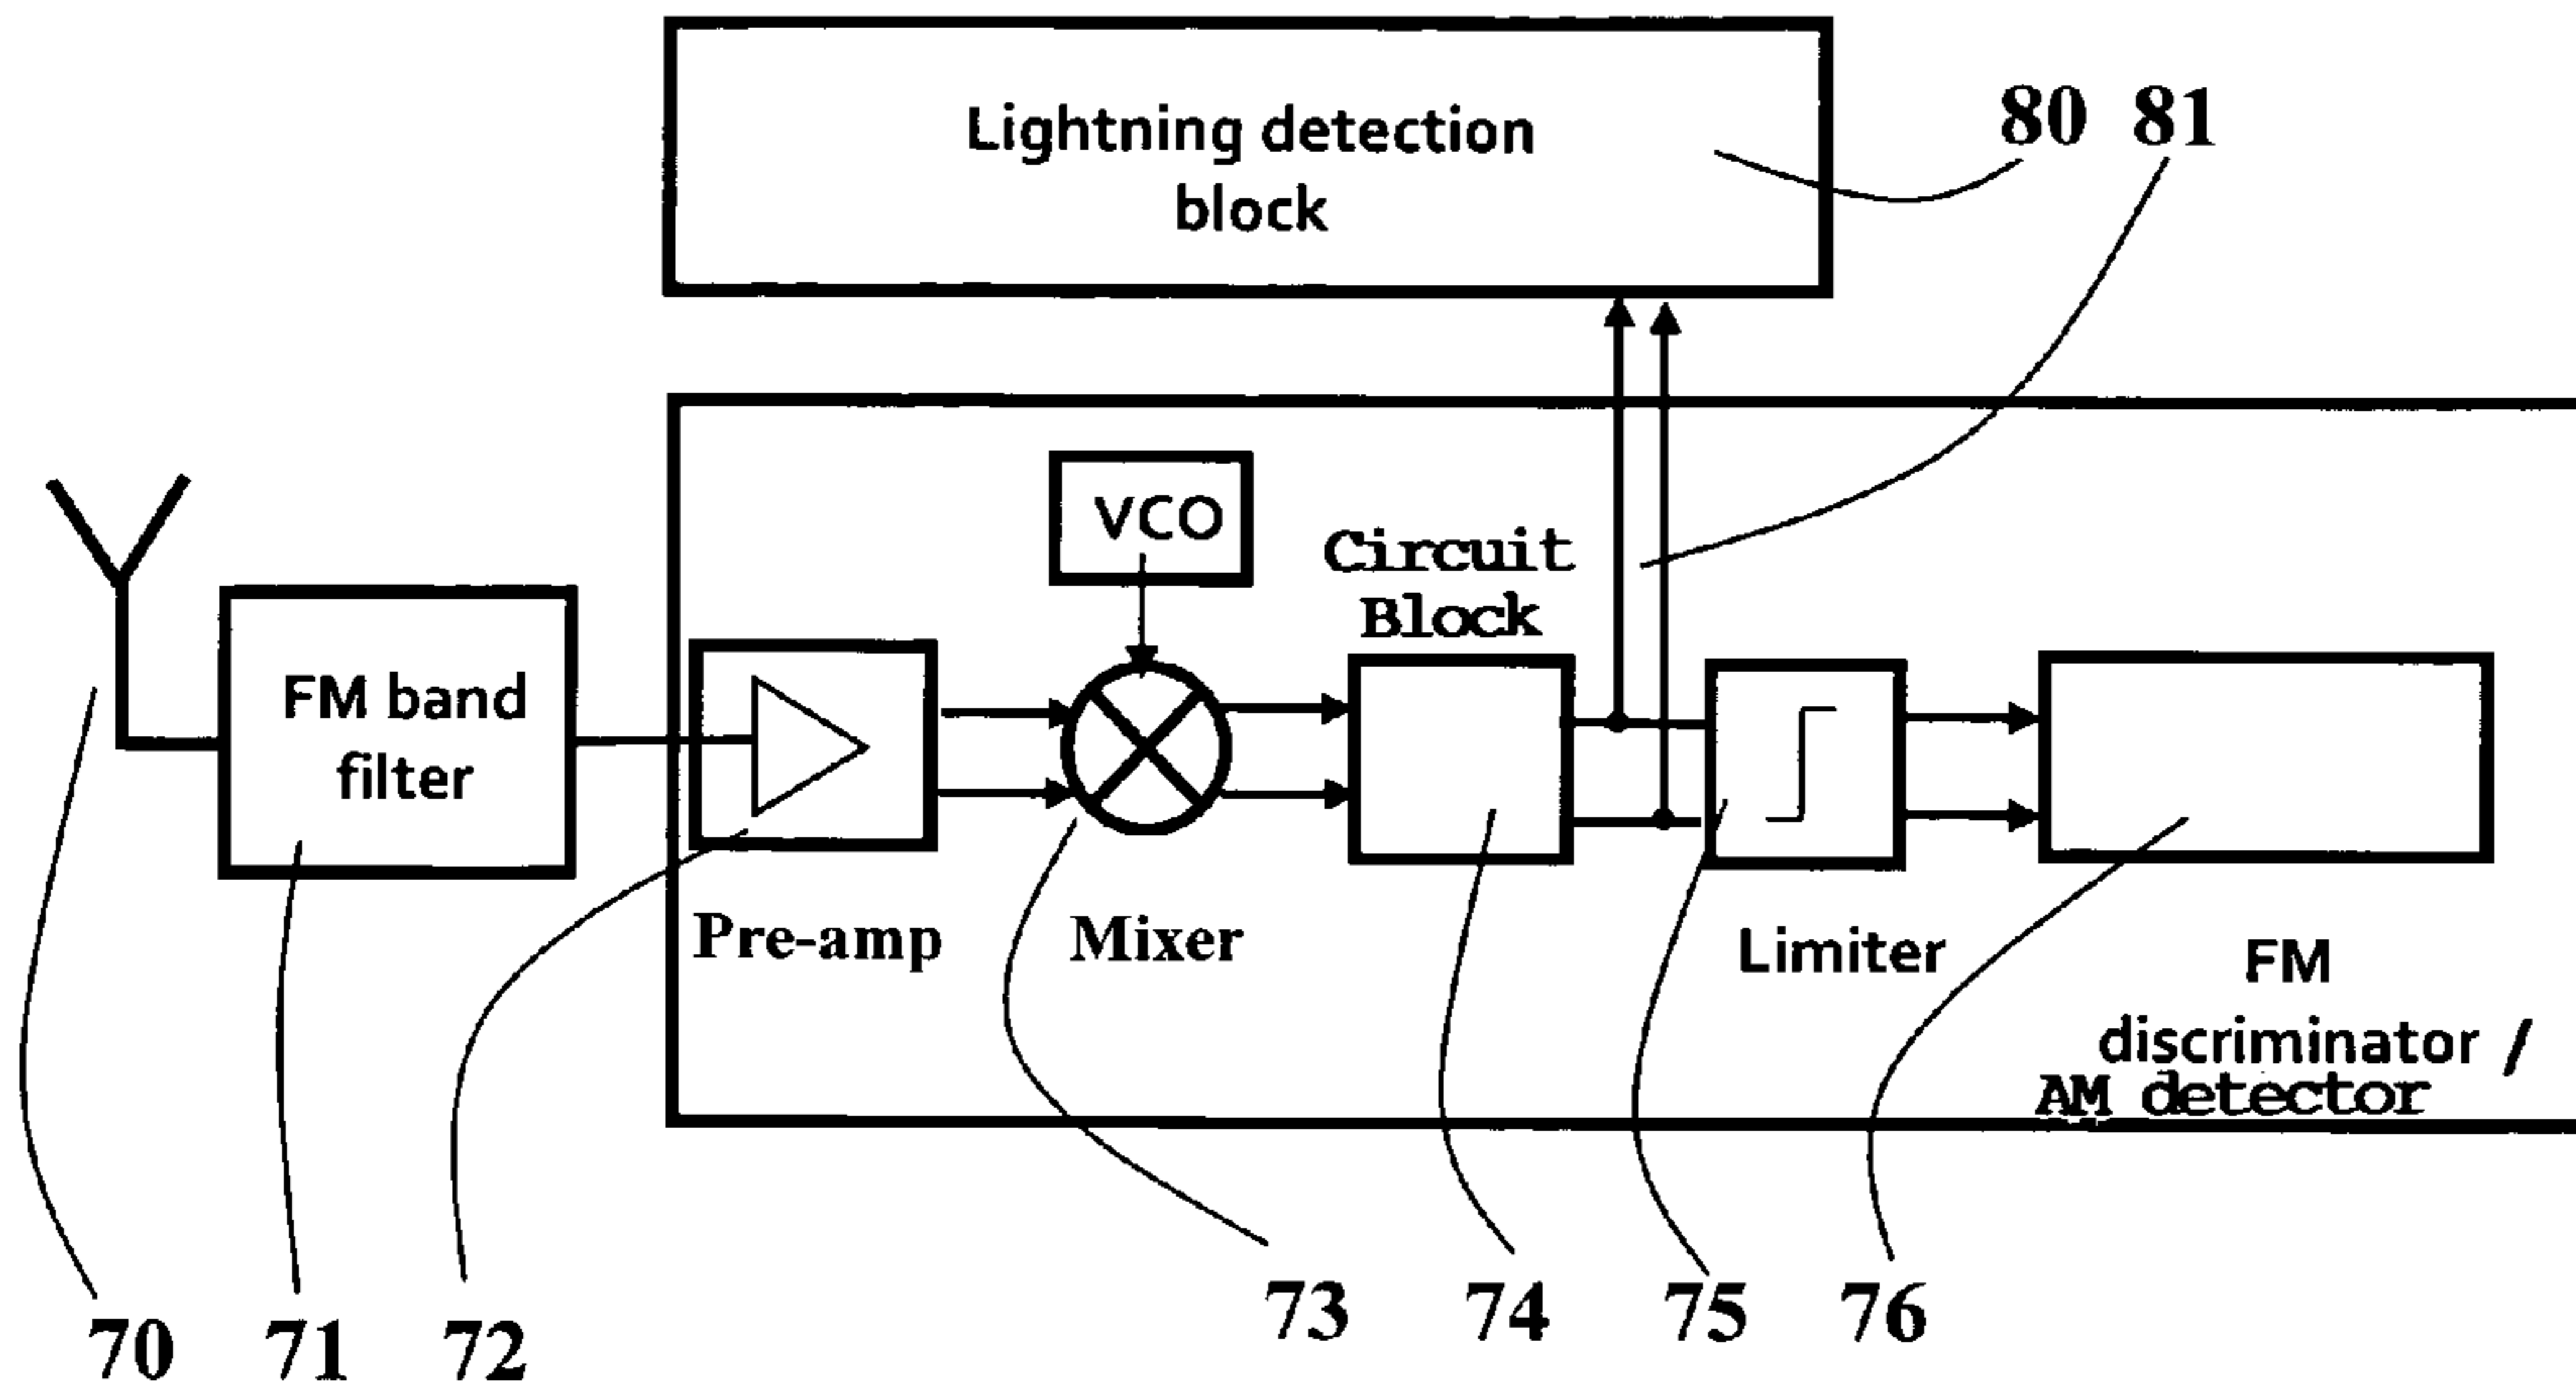 Lightning detection
block
80 81
VCO
Circuit
Block
FM band
filter
Pre-amp
Mixer
Limiter
FM
discriminator /
AM detector
73 74 75 76
70 71 72